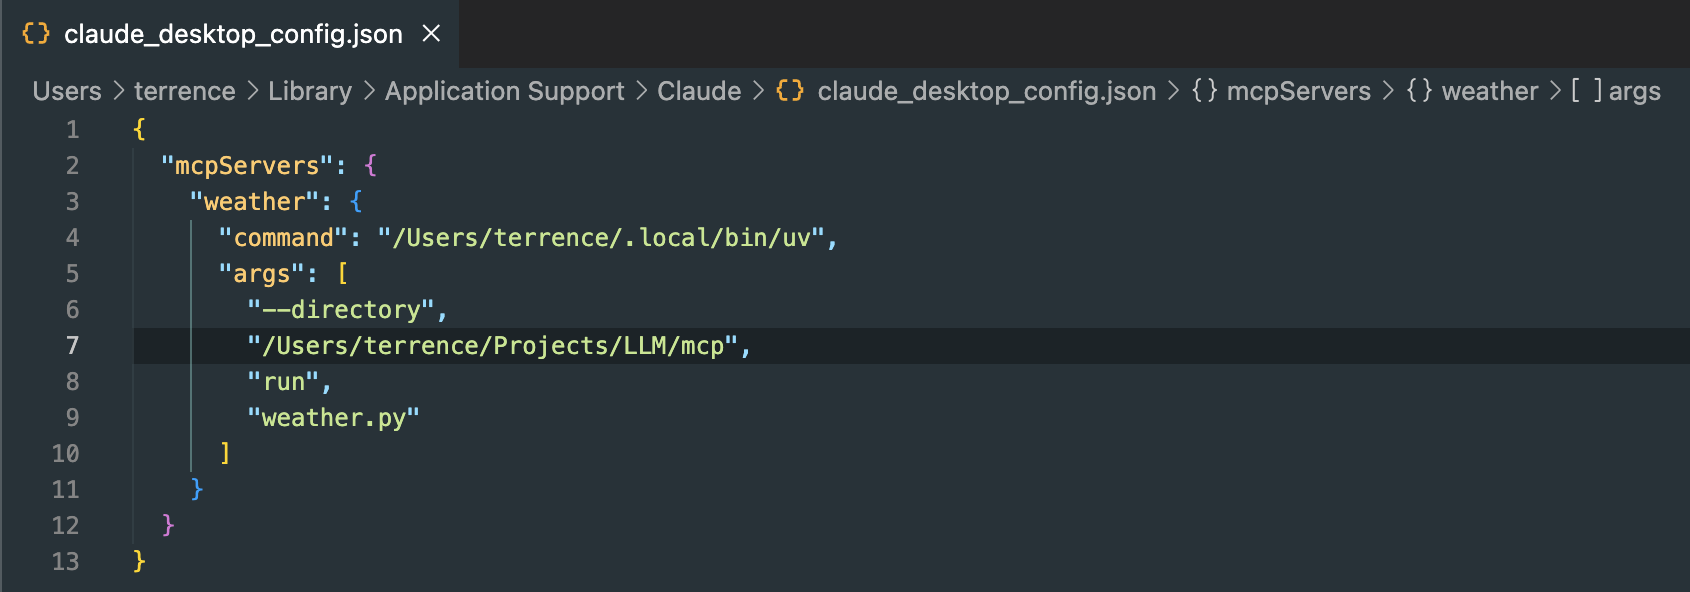 {} claude_desktop_config.json ×
Users > terrence > Library > Application Support > Claude > {} claude_desktop_config.json > {} mcpServers > {} weather > [ ] args
1 {
2   "mcpServers": {
3     "weather": {
4       "command": "/Users/terrence/.local/bin/uv",
5       "args": [
6         "--directory",
7         "/Users/terrence/Projects/LLM/mcp",
8         "run",
9         "weather.py"
10       ]
11     }
12   }
13 }